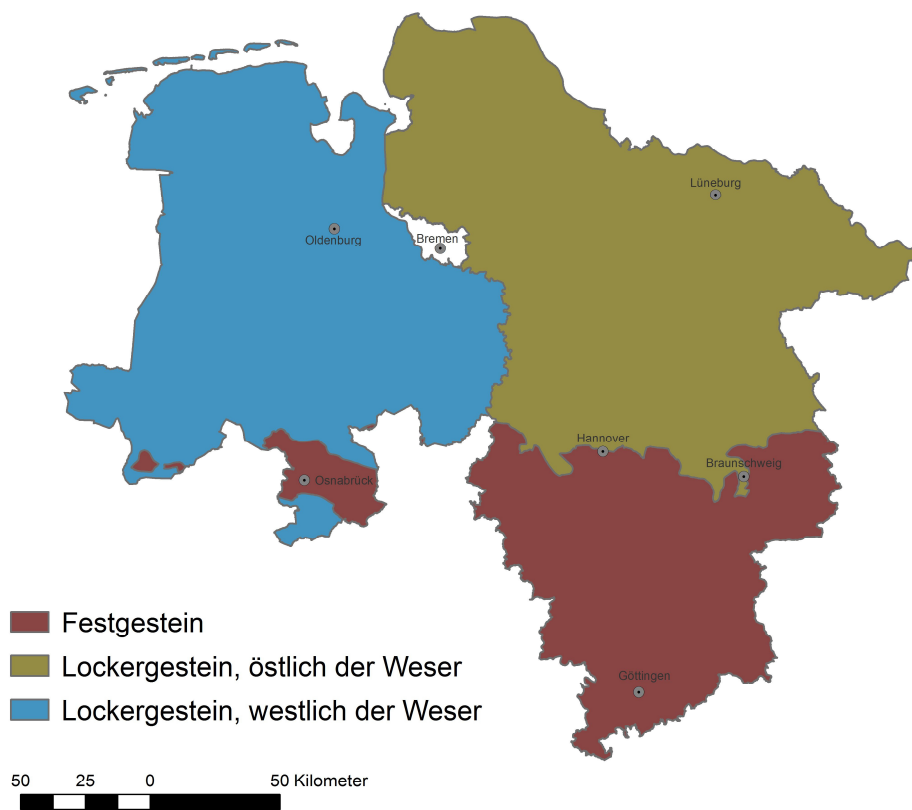 Lüneburg
Oldenburg
Bremen
Hannover
Braunschweig
Osnabrück
Göttingen
Festgestein
Lockergestein, östlich der Weser
Lockergestein, westlich der Weser
50 25 0 50 Kilometer